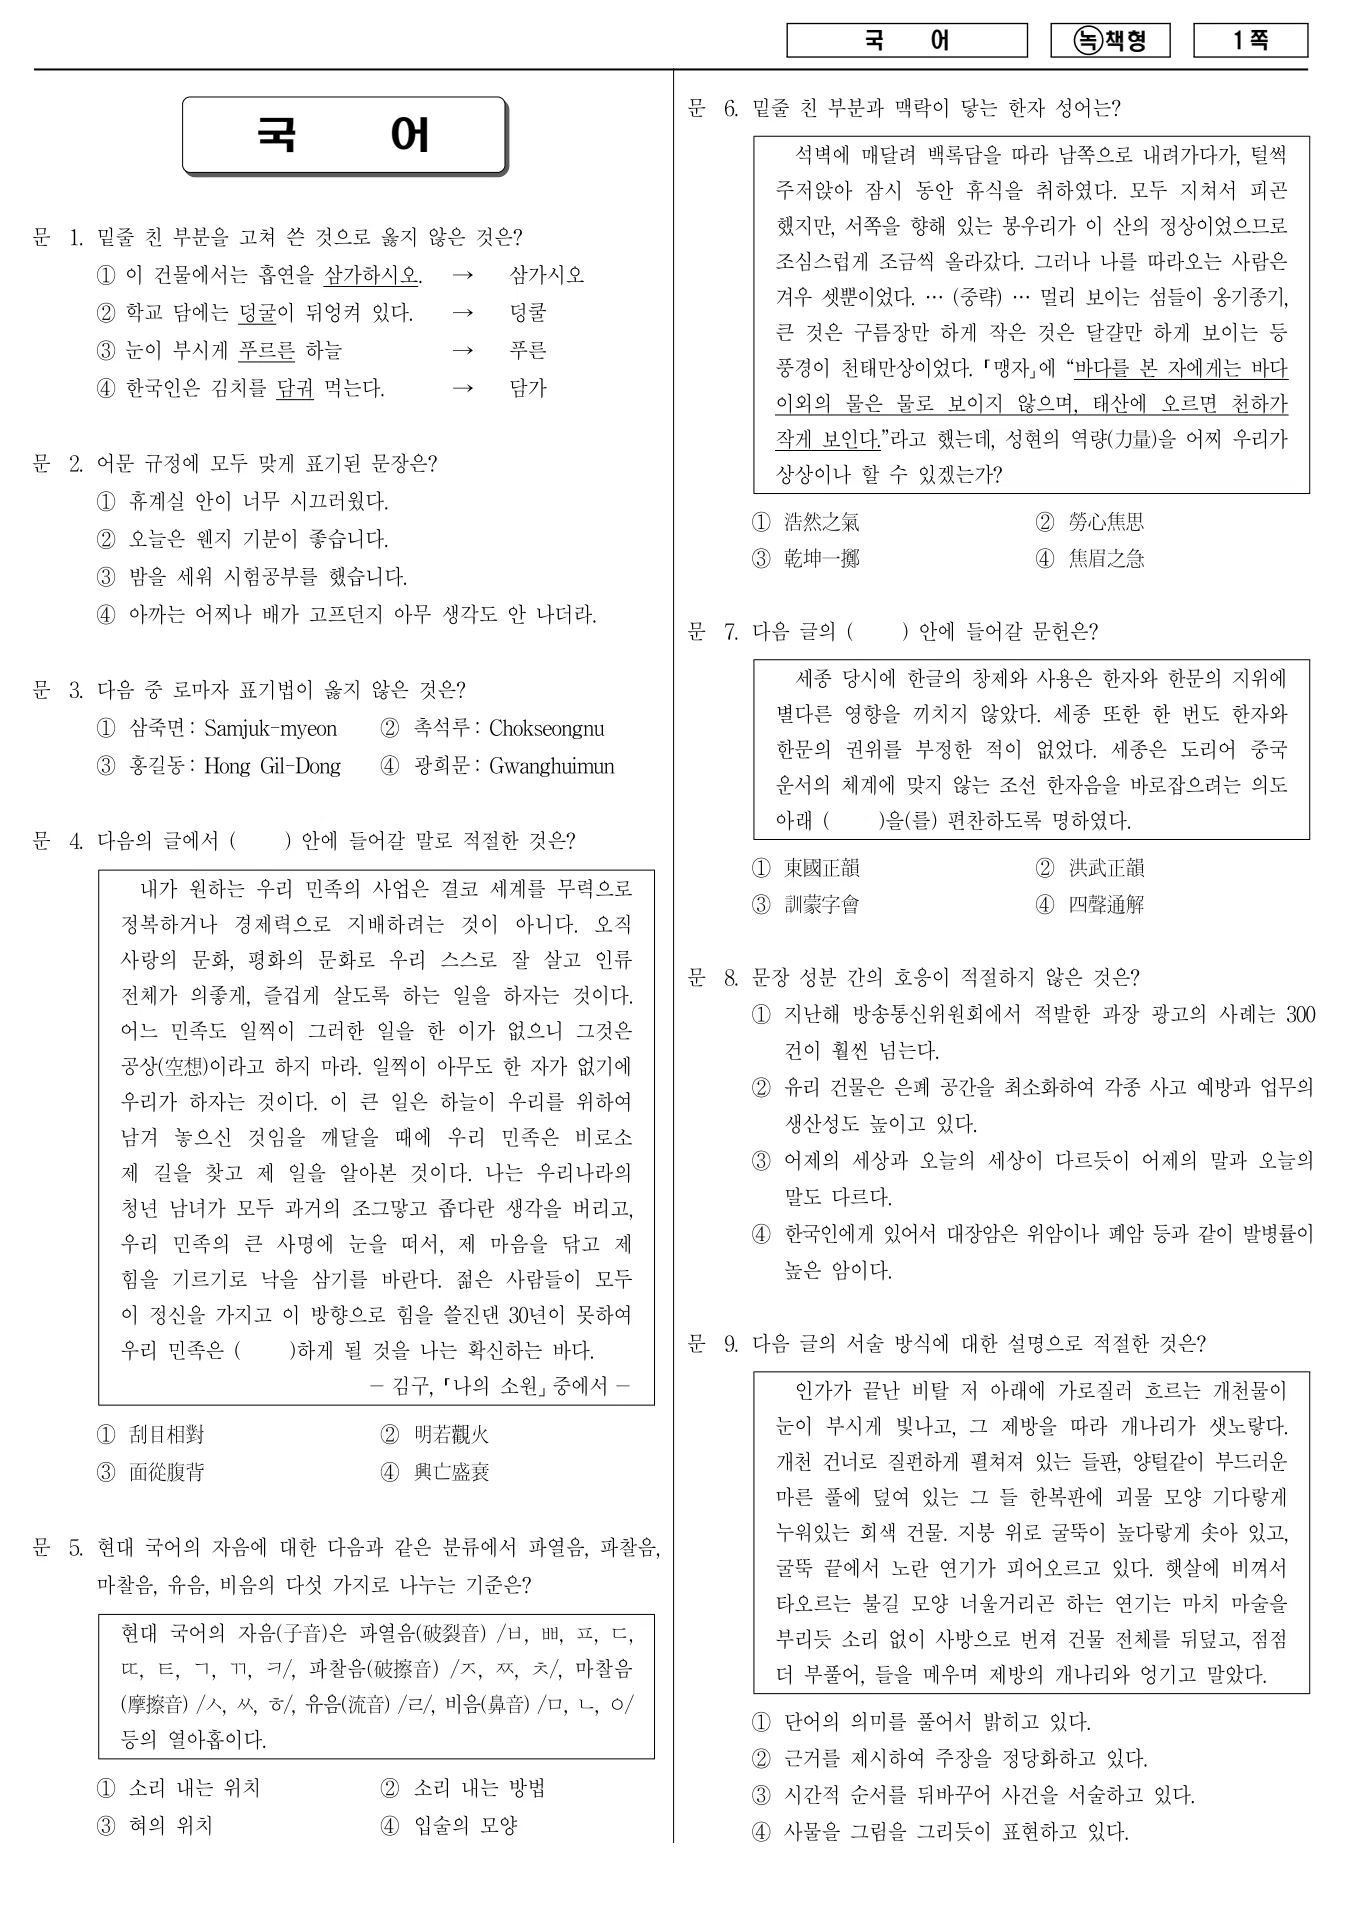 국 어
녹책형
1 쪽
국 어
문 1. 밑줄 친 부분을 고쳐 쓴 것으로 옳지 않은 것은?
① 이 건물에서는 흡연을 삼가하시오. → 삼가시오
② 학교 담에는 덩굴이 뒤엉켜 있다. → 덩쿨
③ 눈이 부시게 푸르른 하늘 → 푸른
④ 한국인은 김치를 담궈 먹는다. → 담가
문 2. 어문 규정에 모두 맞게 표기된 문장은?
① 휴계실 안이 너무 시끄러웠다.
② 오늘은 웬지 기분이 좋습니다.
③ 밤을 세워 시험공부를 했습니다.
④ 아까는 어찌나 배가 고프던지 아무 생각도 안 나더라.
문 3. 다음 중 로마자 표기법이 옳지 않은 것은?
① 삼죽면 : Samjuk-myeon ② 촉석루 : Chokseongnu
③ 홍길동 : Hong Gil-Dong ④ 광희문 : Gwanghuimun
문 4. 다음의 글에서 ( ) 안에 들어갈 말로 적절한 것은?
내가 원하는 우리 민족의 사업은 결코 세계를 무력으로
정복하거나 경제력으로 지배하려는 것이 아니다. 오직
사랑의 문화, 평화의 문화로 우리 스스로 잘 살고 인류
전체가 의좋게, 즐겁게 살도록 하는 일을 하자는 것이다.
어느 민족도 일찍이 그러한 일을 한 이가 없으니 그것은
공상(空想)이라고 하지 마라. 일찍이 아무도 한 자가 없기에
우리가 하자는 것이다. 이 큰 일은 하늘이 우리를 위하여
남겨 놓으신 것임을 깨달을 때에 우리 민족은 비로소
제 길을 찾고 제 일을 알아본 것이다. 나는 우리나라의
청년 남녀가 모두 과거의 조그맣고 좁다란 생각을 버리고,
우리 민족의 큰 사명에 눈을 떠서, 제 마음을 닦고 제
힘을 기르기로 낙을 삼기를 바란다. 젊은 사람들이 모두
이 정신을 가지고 이 방향으로 힘을 쓸진댄 30년이 못하여
우리 민족은 ( )하게 될 것을 나는 확신하는 바다.
- 김구, 「나의 소원」 중에서 -
① 刮目相對 ② 明若觀火
③ 面從腹背 ④ 興亡盛衰
문 5. 현대 국어의 자음에 대한 다음과 같은 분류에서 파열음, 파찰음,
마찰음, 유음, 비음의 다섯 가지로 나누는 기준은?
현대 국어의 자음(子音)은 파열음(破裂音) /ㅂ, ㅃ, ㅍ, ㄷ,
ㄸ, ㅌ, ㄱ, ㄲ, ㅋ/, 파찰음(破擦音) /ㅈ, ㅉ, ㅊ/, 마찰음
(摩擦音) /ㅅ, ㅆ, ㅎ/, 유음(流音) /ㄹ/, 비음(鼻音) /ㅁ, ㄴ, ㅇ/
등의 열아홉이다.
① 소리 내는 위치 ② 소리 내는 방법
③ 혀의 위치 ④ 입술의 모양
문 6. 밑줄 친 부분과 맥락이 닿는 한자 성어는?
석벽에 매달려 백록담을 따라 남쪽으로 내려가다가, 털썩
주저앉아 잠시 동안 휴식을 취하였다. 모두 지쳐서 피곤
했지만, 서쪽을 향해 있는 봉우리가 이 산의 정상이었으므로
조심스럽게 조금씩 올라갔다. 그러나 나를 따라오는 사람은
겨우 셋뿐이었다. … (중략) … 멀리 보이는 섬들이 옹기종기,
큰 것은 구름장만 하게 작은 것은 달걀만 하게 보이는 등
풍경이 천태만상이었다. 「맹자」에 “바다를 본 자에게는 바다
이외의 물은 물로 보이지 않으며, 태산에 오르면 천하가
작게 보인다.”라고 했는데, 성현의 역량(力量)을 어찌 우리가
상상이나 할 수 있겠는가?
① 浩然之氣 ② 勞心焦思
③ 乾坤一擲 ④ 焦眉之急
문 7. 다음 글의 ( ) 안에 들어갈 문헌은?
세종 당시에 한글의 창제와 사용은 한자와 한문의 지위에
별다른 영향을 끼치지 않았다. 세종 또한 한 번도 한자와
한문의 권위를 부정한 적이 없었다. 세종은 도리어 중국
운서의 체계에 맞지 않는 조선 한자음을 바로잡으려는 의도
아래 ( )을(를) 편찬하도록 명하였다.
① 東國正韻 ② 洪武正韻
③ 訓蒙字會 ④ 四聲通解
문 8. 문장 성분 간의 호응이 적절하지 않은 것은?
① 지난해 방송통신위원회에서 적발한 과장 광고의 사례는 300
건이 훨씬 넘는다.
② 유리 건물은 은폐 공간을 최소화하여 각종 사고 예방과 업무의
생산성도 높이고 있다.
③ 어제의 세상과 오늘의 세상이 다르듯이 어제의 말과 오늘의
말도 다르다.
④ 한국인에게 있어서 대장암은 위암이나 폐암 등과 같이 발병률이
높은 암이다.
문 9. 다음 글의 서술 방식에 대한 설명으로 적절한 것은?
인가가 끝난 비탈 저 아래에 가로질러 흐르는 개천물이
눈이 부시게 빛나고, 그 제방을 따라 개나리가 샛노랗다.
개천 건너로 질펀하게 펼쳐져 있는 들판, 양털같이 부드러운
마른 풀에 덮여 있는 그 들 한복판에 괴물 모양 기다랗게
누워있는 회색 건물. 지붕 위로 굴뚝이 높다랗게 솟아 있고,
굴뚝 끝에서 노란 연기가 피어오르고 있다. 햇살에 비껴서
타오르는 불길 모양 너울거리곤 하는 연기는 마치 마술을
부리듯 소리 없이 사방으로 번져 건물 전체를 뒤덮고, 점점
더 부풀어, 들을 메우며 제방의 개나리와 엉기고 말았다.
① 단어의 의미를 풀어서 밝히고 있다.
② 근거를 제시하여 주장을 정당화하고 있다.
③ 시간적 순서를 뒤바꾸어 사건을 서술하고 있다.
④ 사물을 그림을 그리듯이 표현하고 있다.